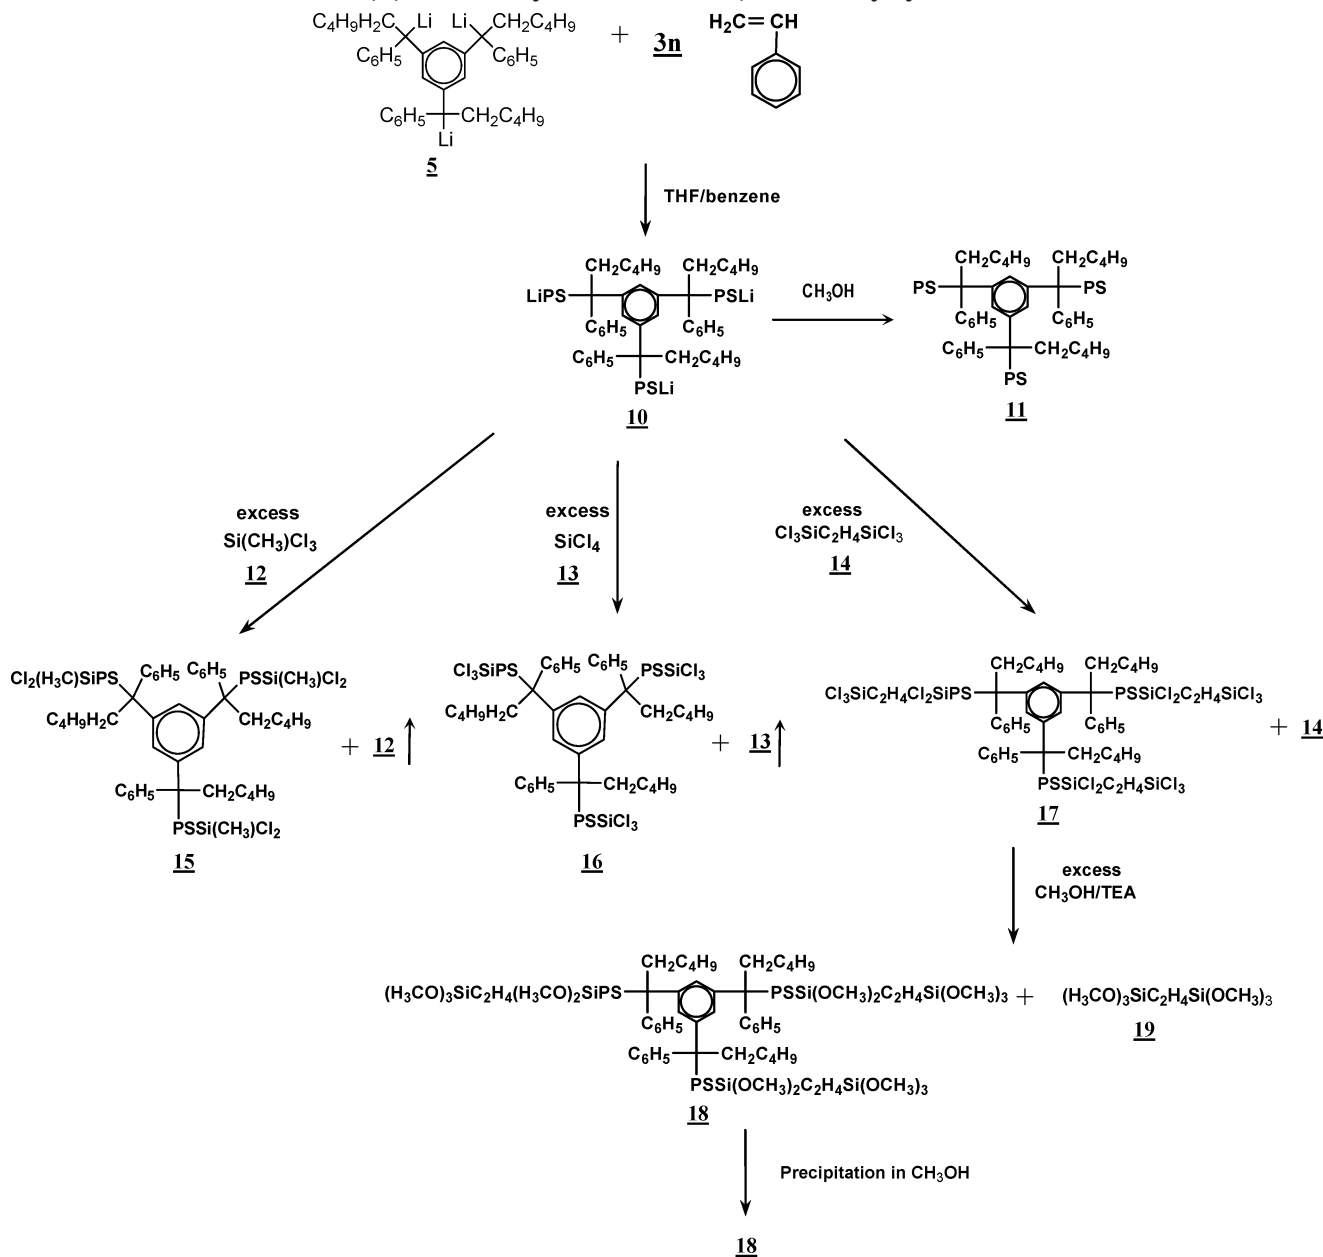 C4H9H2C Li Li CH2C4H9
C6H5 C6H5
C6H5 CH2C4H9
Li
5
+ 3n
H2C=CH
THF/benzene
CH2C4H9 CH2C4H9
LiPS PSLi
C6H5 C6H5
C6H5 CH2C4H9
PSLi
10
CH3OH
CH2C4H9 CH2C4H9
PS PS
C6H5 C6H5
C6H5 CH2C4H9
PS
11
excess
Si(CH3)Cl3
12
excess
SiCl4
13
excess
Cl3SiC2H4SiCl3
14
Cl2(H3C)SiPS C6H5 C6H5 PSSi(CH3)Cl2
C4H9H2C CH2C4H9
C6H5 CH2C4H9
PSSi(CH3)Cl2
15
+ 12
Cl3SiPS C6H5 C6H5 PSSiCl3
C4H9H2C CH2C4H9
C6H5 CH2C4H9
PSSiCl3
16
+ 13
CH2C4H9 CH2C4H9
Cl3SiC2H4Cl2SiPS PSSiCl2C2H4SiCl3
C6H5 C6H5
C6H5 CH2C4H9
PSSiCl2C2H4SiCl3
17
+ 14
excess
CH3OH/TEA
CH2C4H9 CH2C4H9
(H3CO)3SiC2H4(H3CO)2SiPS PSSi(OCH3)2C2H4Si(OCH3)3 + (H3CO)3SiC2H4Si(OCH3)3
C6H5 C6H5 19
C6H5 CH2C4H9
PSSi(OCH3)2C2H4Si(OCH3)3
18
Precipitation in CH3OH
18